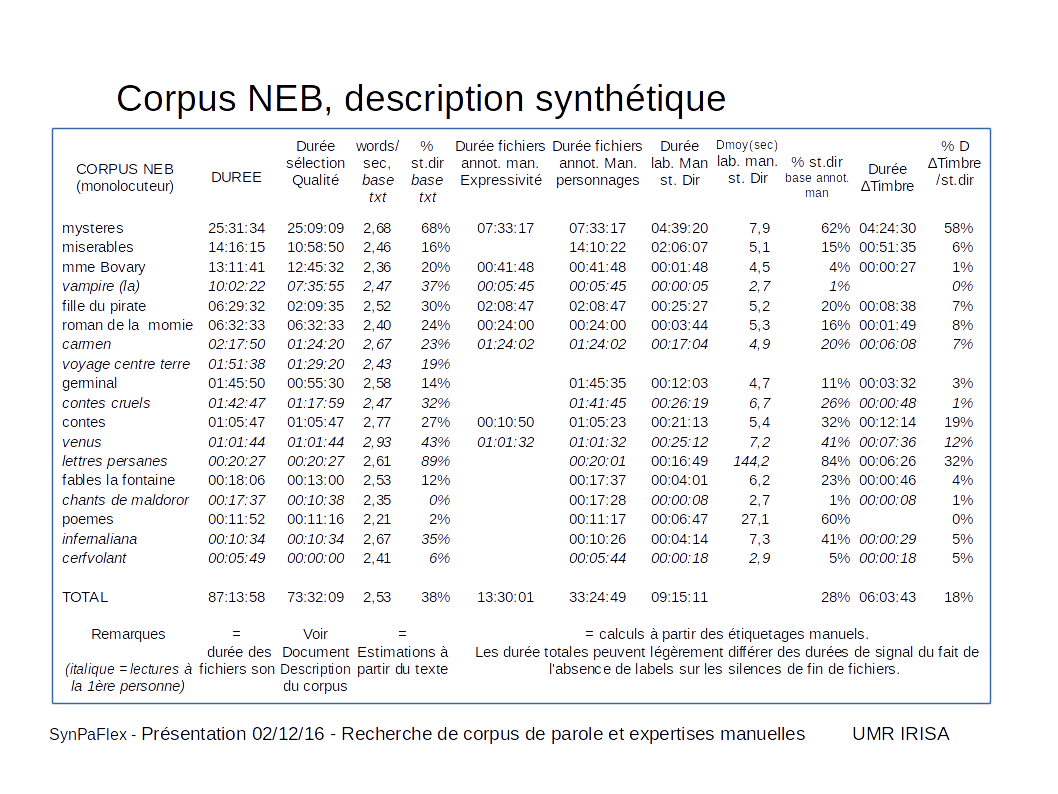 Corpus NEB, description synthétique
CORPUS NEB (monolocuteur) DUREE Durée sélection Qualité words/ sec, base txt % st.dir base txt Durée fichiers annot. man. Expressivité Durée fichiers annot. Man. personnages Durée lab. Man st. Dir Dmoy(sec) lab. man. st. Dir % st.dir base annot. man Durée ΔTimbre % D ΔTimbre /st.dir
mysteres 25:31:34 25:09:09 2,68 68% 07:33:17 07:33:17 04:39:20 7,9 62% 04:24:30 58%
miserables 14:16:15 10:58:50 2,46 16% 14:10:22 02:06:07 5,1 15% 00:51:35 6%
mme Bovary 13:11:41 12:45:32 2,36 20% 00:41:48 00:41:48 00:01:48 4,5 4% 00:00:27 1%
vampire (la) 10:02:22 07:35:55 2,47 37% 00:05:45 00:05:45 00:00:05 2,7 1% 0%
fille du pirate 06:29:32 02:09:35 2,52 30% 02:08:47 02:08:47 00:25:27 5,2 20% 00:08:38 7%
roman de la momie 06:32:33 06:32:33 2,40 24% 00:24:00 00:24:00 00:03:44 5,3 16% 00:01:49 8%
carmen 02:17:50 01:24:20 2,67 23% 01:24:02 01:24:02 00:17:04 4,9 20% 00:06:08 7%
voyage centre terre 01:51:38 01:29:20 2,43 19%
germinal 01:45:50 00:55:30 2,58 14% 01:45:35 00:12:03 4,7 11% 00:03:32 3%
contes cruels 01:42:47 01:17:59 2,47 32% 01:41:45 00:26:19 6,7 26% 00:00:48 1%
contes 01:05:47 01:05:47 2,77 27% 00:10:50 01:05:23 00:21:13 5,4 32% 00:12:14 19%
venus 01:01:44 01:01:44 2,93 43% 01:01:32 01:01:32 00:25:12 7,2 41% 00:07:36 12%
lettres persanes 00:20:27 00:20:27 2,61 89% 00:20:01 00:16:49 144,2 84% 00:06:26 32%
fables la fontaine 00:18:06 00:13:00 2,53 12% 00:17:37 00:04:01 6,2 23% 00:00:46 4%
chants de maldoror 00:17:37 00:10:38 2,35 0% 00:17:28 00:00:08 2,7 1% 00:00:08 1%
poemes 00:11:52 00:11:16 2,21 2% 00:11:17 00:06:47 27,1 60% 0%
infernaliana 00:10:34 00:10:34 2,67 35% 00:10:26 00:04:14 7,3 41% 00:00:29 5%
cerfvolant 00:05:49 00:00:00 2,41 6% 00:05:44 00:00:18 2,9 5% 00:00:18 5%
TOTAL 87:13:58 73:32:09 2,53 38% 13:30:01 33:24:49 09:15:11 28% 06:03:43 18%
Remarques = Voir = = calculs à partir des étiquetages manuels.
durée des Document Estimations à Les durée totales peuvent légèrement différer des durées de signal du fait de
(italique = lectures à fichiers son Description partir du texte l'absence de labels sur les silences de fin de fichiers.
la 1ère personne) du corpus
SynPaFlex - Présentation 02/12/16 - Recherche de corpus de parole et expertises manuelles UMR IRISA